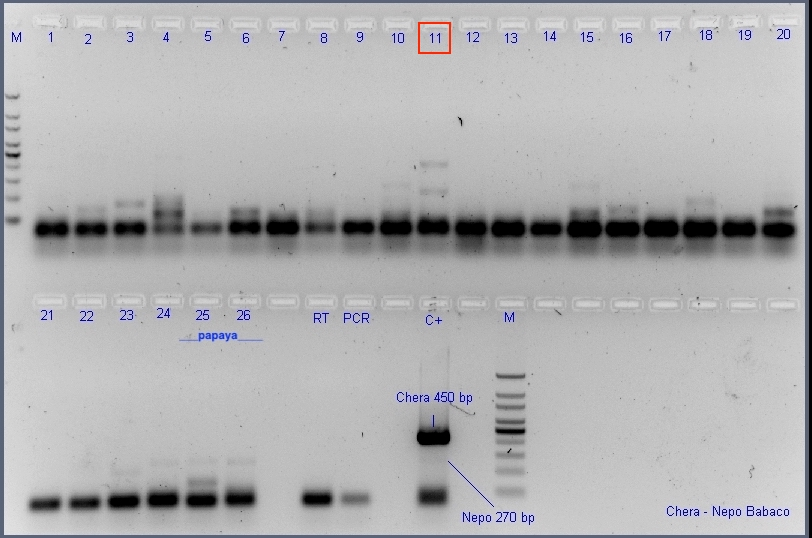 M 1 2 3 4 5 6 7 8 9 10 11 12 13 14 15 16 17 18 19 20
21 22 23 24 25 26 RT PCR C+ M
papaya
Chera 450 bp
Nepo 270 bp
Chera - Nepo Babaco